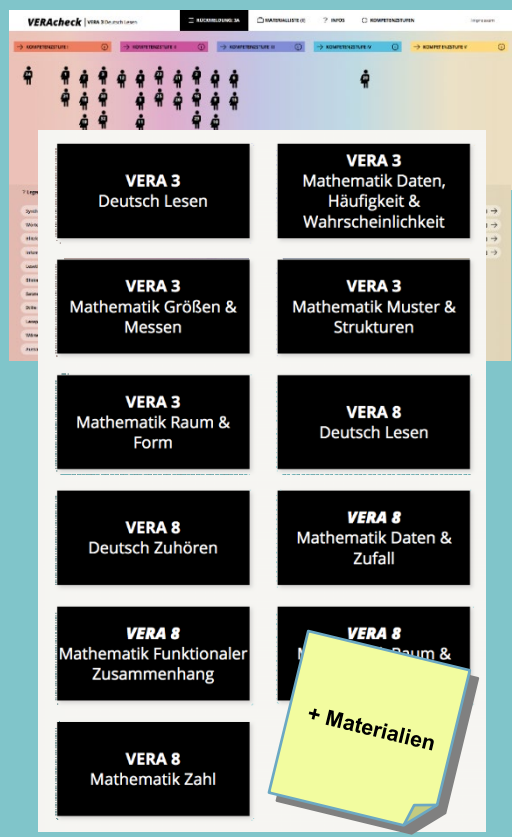 VERAcheck | VERA 3 Deutsch Lesen
RÜCKMELDUNG: 3A
MATERIALLISTE (0)
? INFOS
KOMPETENZSTUFEN
Impressum
→ KOMPETENZSTUFE I
→ KOMPETENZSTUFE II
→ KOMPETENZSTUFE III
→ KOMPETENZSTUFE IV
→ KOMPETENZSTUFE V
VERA 3
Deutsch Lesen
VERA 3
Mathematik Daten,
Häufigkeit &
Wahrscheinlichkeit
VERA 3
Mathematik Größen &
Messen
VERA 3
Mathematik Muster &
Strukturen
VERA 3
Mathematik Raum &
Form
VERA 8
Deutsch Lesen
VERA 8
Deutsch Zuhören
VERA 8
Mathematik Daten &
Zufall
VERA 8
Mathematik Funktionaler
Zusammenhang
VERA 8
Raum &
VERA 8
Mathematik Zahl
+ Materialien